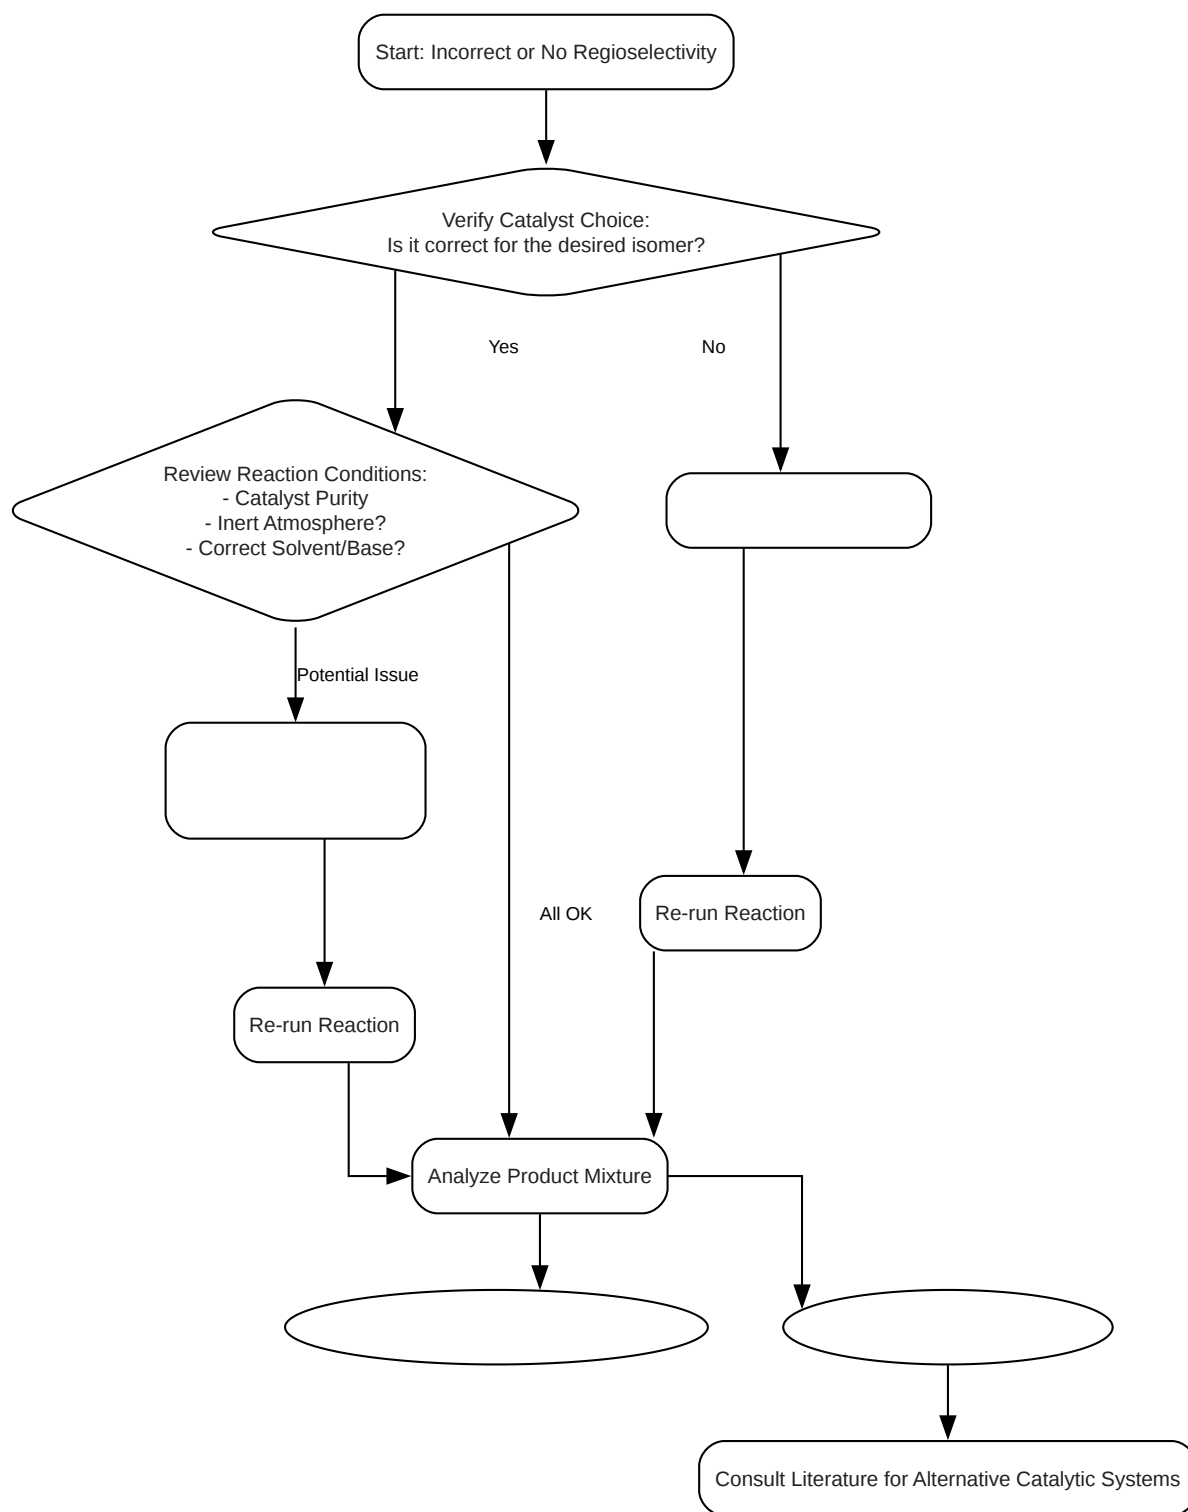 Start: Incorrect or No Regioselectivity
Verify Catalyst Choice:
Is it correct for the desired isomer?
Yes
No
Review Reaction Conditions:
- Catalyst Purity
- Inert Atmosphere?
- Correct Solvent/Base?
Potential Issue
All OK
Re-run Reaction
Re-run Reaction
Analyze Product Mixture
Consult Literature for Alternative Catalytic Systems